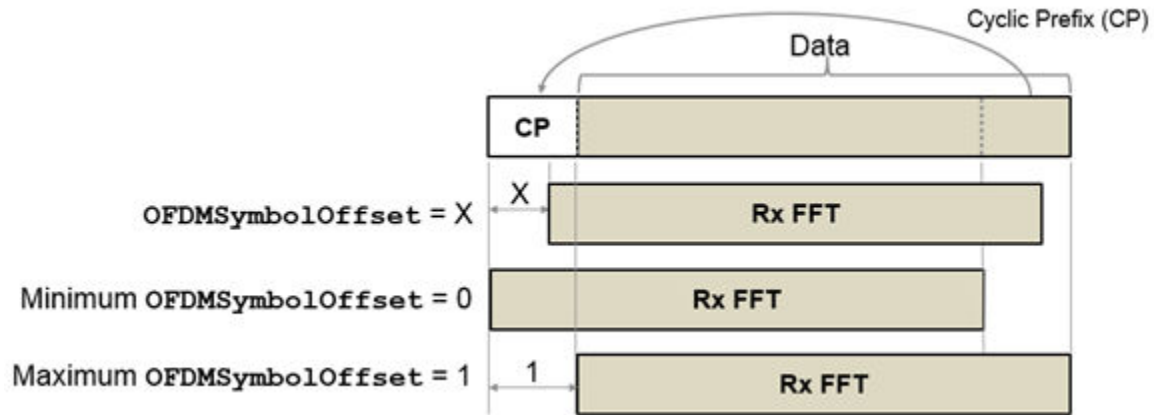 Cyclic Prefix (CP)
Data
CP
X
OFDMSymbolOffset = X
Rx FFT
Minimum OFDMSymbolOffset = 0
Rx FFT
Maximum OFDMSymbolOffset = 1
1
Rx FFT